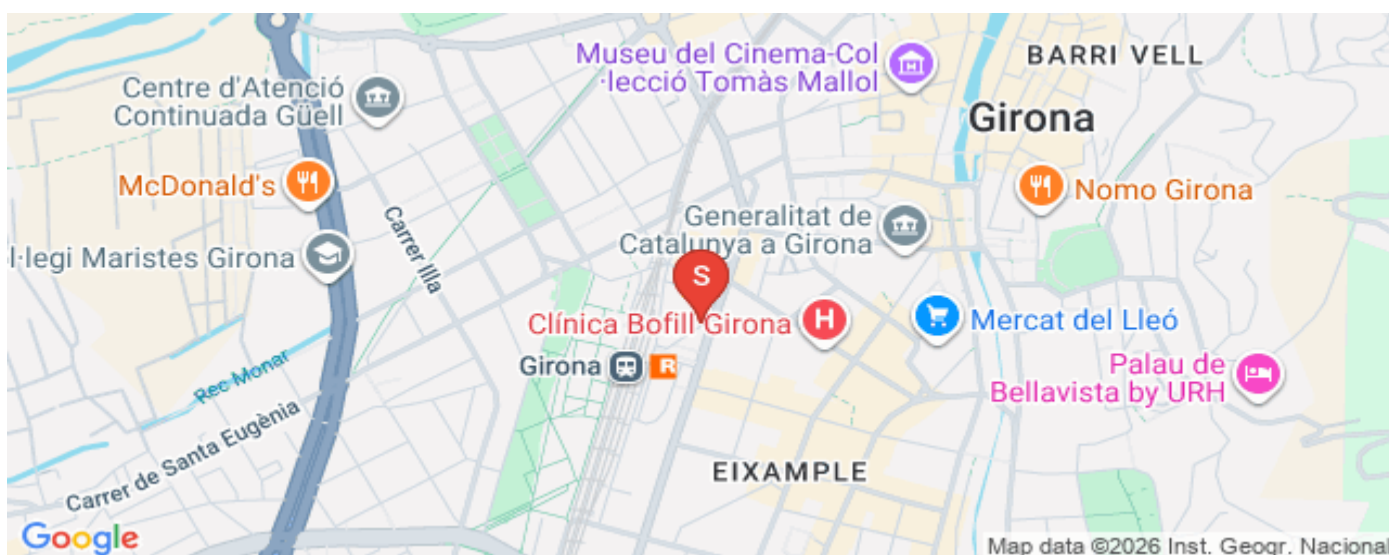 Museu del Cinema-Col
·lecció Tomàs Mallol
BARRI VELL
Centre d'Atenció
Continuada Güell
Girona
McDonald's
Nomo Girona
Carrer Illa
Generalitat de
Catalunya a Girona
l·legi Maristes Girona
S
Clínica Bofill Girona
H
Mercat del Lleó
Girona
R
Rec Monar
Palau de
Bellavista by URH
Carrer de Santa Eugènia
EIXAMPLE
Google
Map data ©2026 Inst. Geogr. Nacional